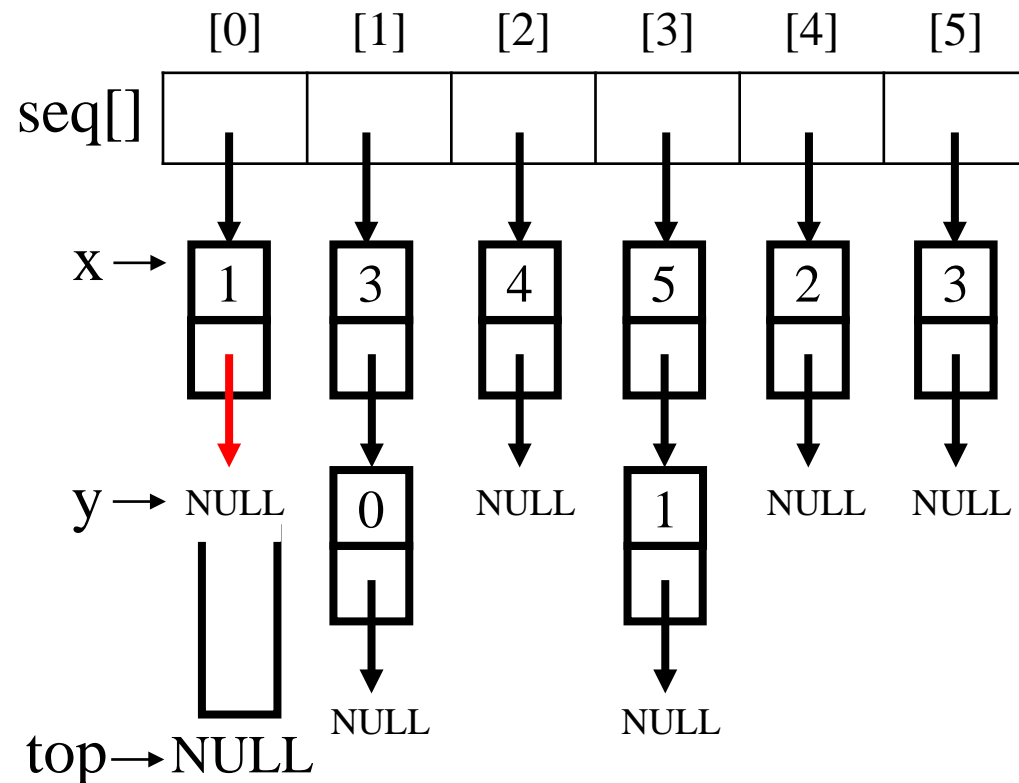 [0] [1] [2] [3] [4] [5]
seq[]
x 1 3 4 5 2 3
y NULL 0 NULL 1 NULL NULL
NULL NULL
top NULL